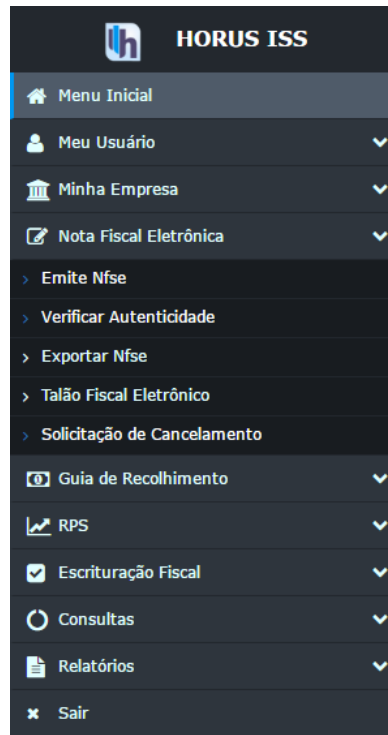 HORUS ISS
Menu Inicial
Meu Usuário
Minha Empresa
Nota Fiscal Eletrônica
Emite Nfse
Verificar Autenticidade
Exportar Nfse
Talão Fiscal Eletrônico
Solicitação de Cancelamento
Guia de Recolhimento
RPS
Escrituração Fiscal
Consultas
Relatórios
Sair